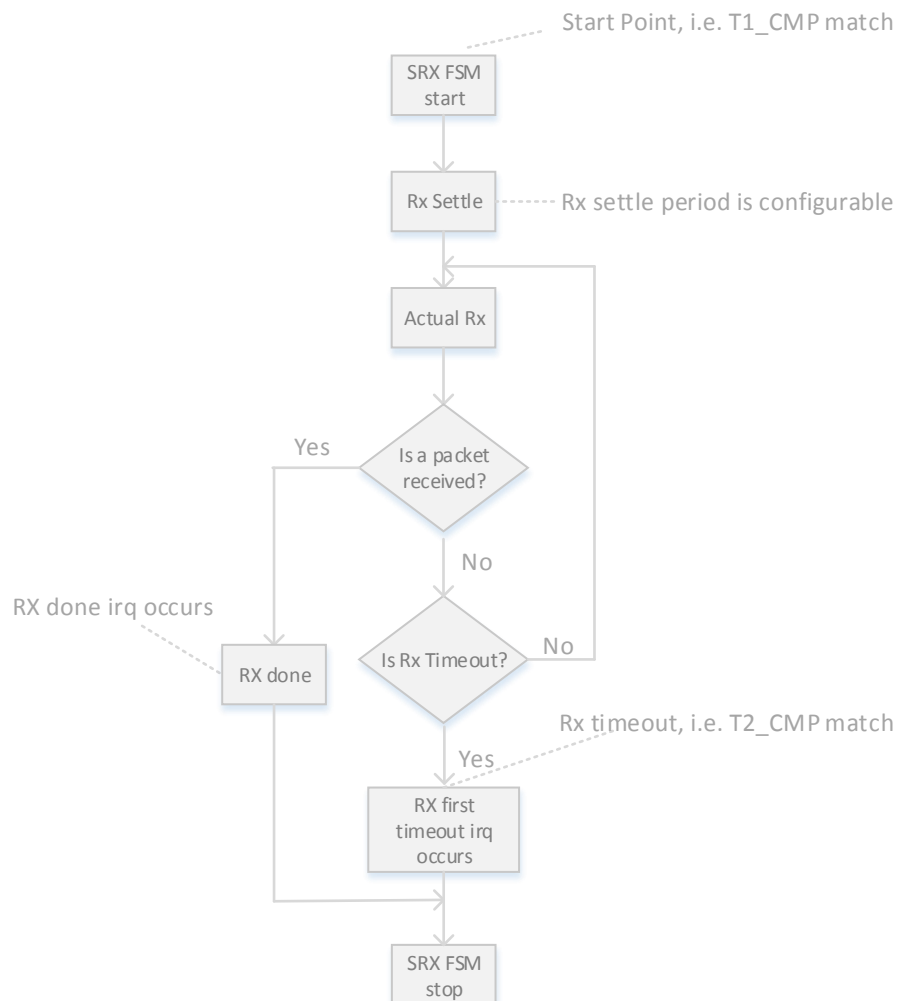 Start Point, i.e. T1_CMP match
SRX FSM
start
Rx Settle
Rx settle period is configurable
Actual Rx
Yes
Is a packet
received?
No
RX done irq occurs
Is Rx Timeout?
No
RX done
Rx timeout, i.e. T2_CMP match
Yes
RX first
timeout irq
occurs
SRX FSM
stop